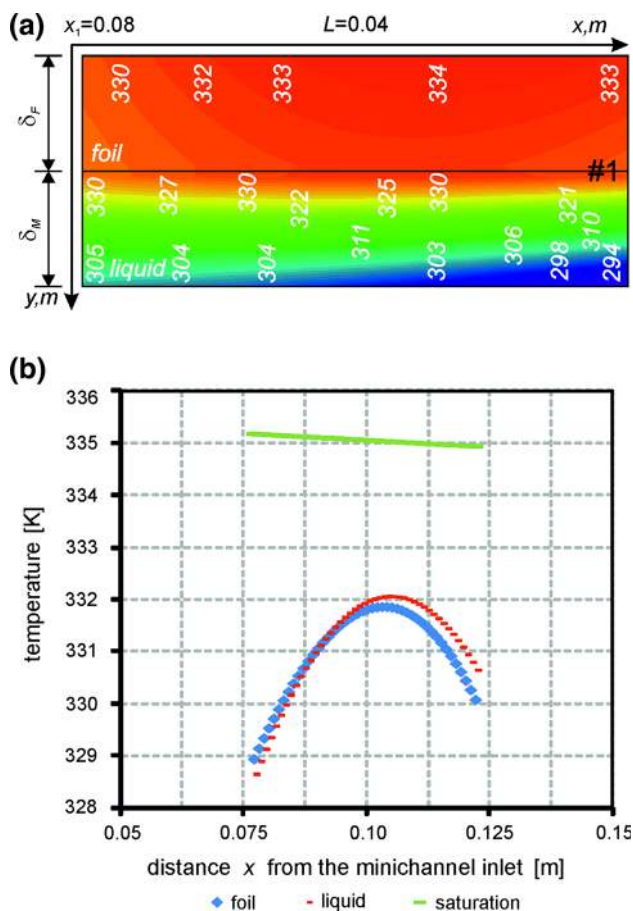 (a)
x₁=0.08 L=0.04 x,m
330 332 333 334 333
δF
foil
#1
330 327 330 322 325 330 321
δM
305 304 304 311 303 306 298 310 294
liquid
y,m
(b)
336
335
334
333
332
331
330
329
328
temperature [K]
0.05 0.075 0.10 0.125 0.15
distance x from the minichannel inlet [m]
foil liquid saturation